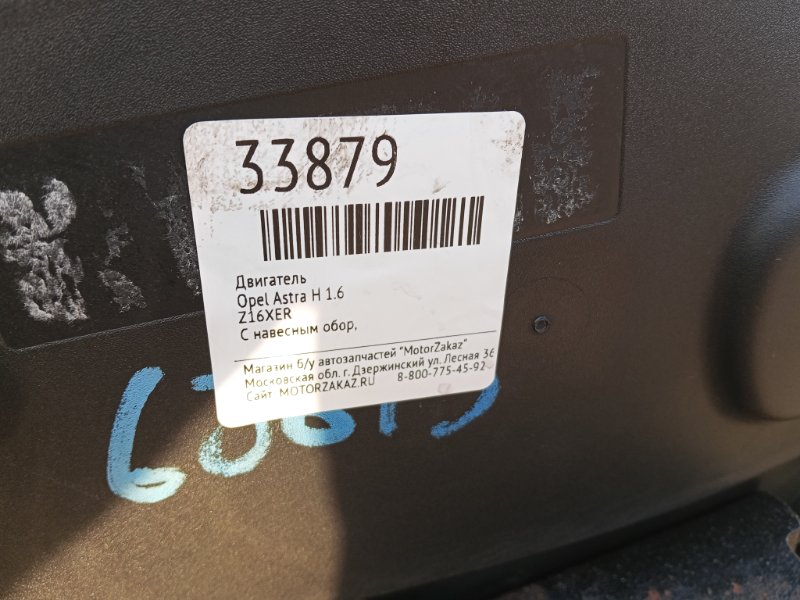 33879
Двигатель
Opel Astra H 1.6
Z16XER
С навесным обор,
Магазин б/у автозапчастей "MotorZakaz"
Московская обл. г. Дзержинский ул. Лесная 36
Сайт MOTORZAKAZ.RU 8-800-775-45-92